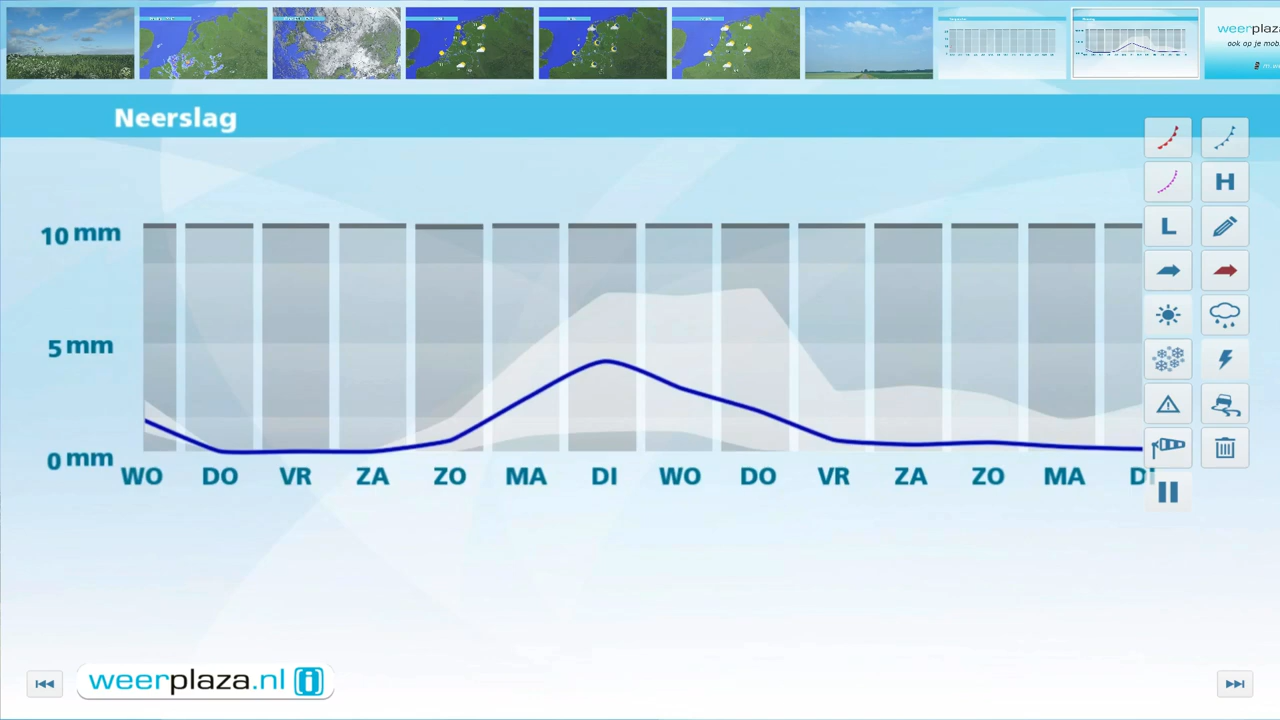 weerplaza
ook op je mob
Neerslag
H
L
10 mm
5 mm
0 mm
WO DO VR ZA ZO MA DI WO DO VR ZA ZO MA DI
weerplaza.nl i